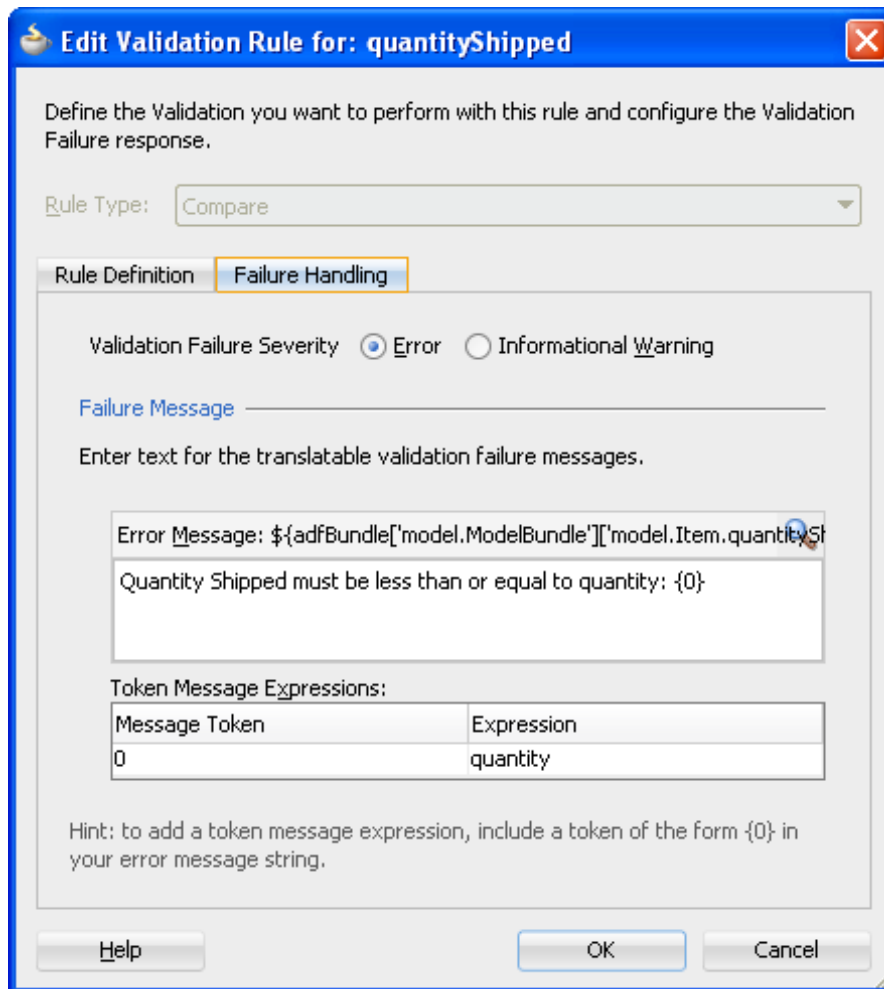 Edit Validation Rule for: quantityShipped
Define the Validation you want to perform with this rule and configure the Validation
Failure response.
Rule Type: Compare
Rule Definition Failure Handling
Validation Failure Severity Error Informational Warning
Failure Message
Enter text for the translatable validation failure messages.
Error Message: ${adfBundle['model.ModelBundle']['model.Item.quantitySh
Quantity Shipped must be less than or equal to quantity: {0}
Token Message Expressions:
Message Token Expression
0 quantity
Hint: to add a token message expression, include a token of the form {0} in
your error message string.
Help OK Cancel